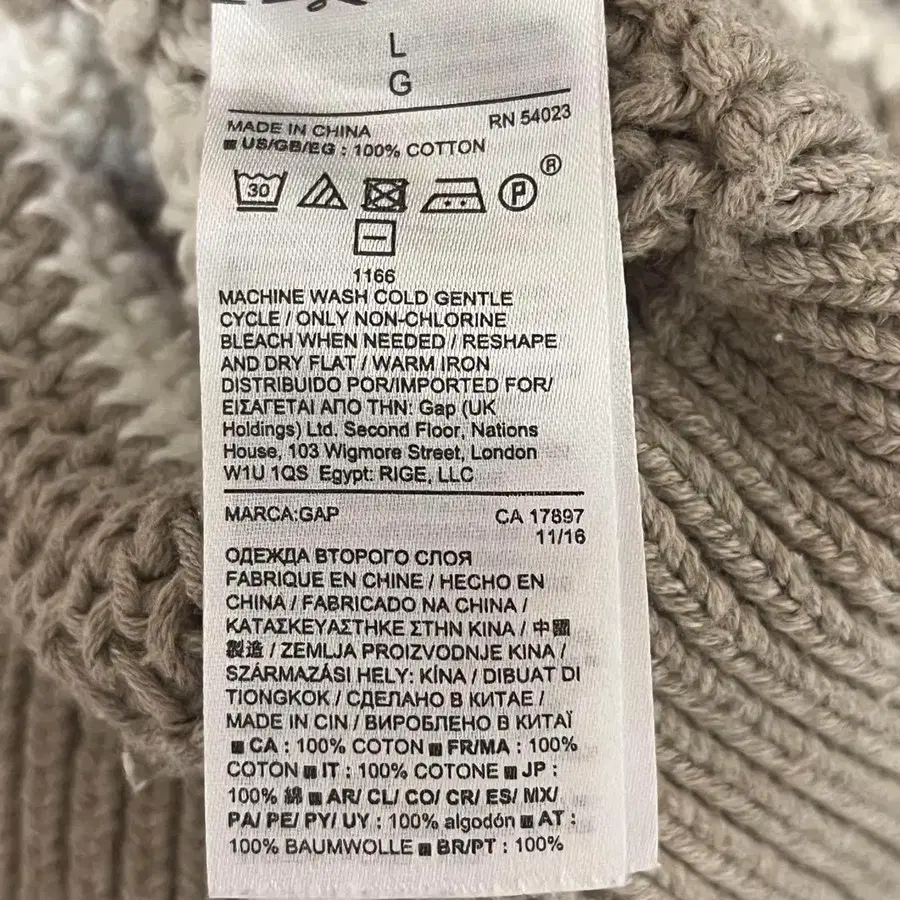 L
G
RN 54023
MADE IN CHINA
US/GB/EG : 100% COTTON
30
P
®
1166
MACHINE WASH COLD GENTLE
CYCLE / ONLY NON-CHLORINE
BLEACH WHEN NEEDED / RESHAPE
AND DRY FLAT / WARM IRON
DISTRIBUIDO POR/IMPORTED FOR/
ΕΙΣΑΓΕΤΑΙ ΑΠΟ ΤΗΝ: Gap (UK
Holdings) Ltd. Second Floor, Nations
House, 103 Wigmore Street, London
W1U 1QS Egypt: RIGE, LLC
MARCA:GAP
CA 17897
11/16
ОДЕЖДА ВТОРОГО СЛОЯ
FABRIQUE EN CHINE / HECHO EN
CHINA / FABRICADO NA CHINA /
ΚΑΤΑΣΚΕΥΑΣΤΗΚΕ ΣΤΗΝ ΚΙΝΑ / 中國
製造 / ZEMLJA PROIZVODNJE KINA /
SZÁRMAZÁSI HELY: KÍNA / DIBUAT DI
TIONGKOK / СДЕЛАНО В КИТАЕ /
MADE IN CIN / ВИРОБЛЕНО В КИТАЇ
CA : 100% COTON FR/MA : 100%
COTON IT : 100% COTONE JP :
100% 綿 AR/ CL/ CO/ CR/ ES/ MX/
PA/ PE/ PY/ UY : 100% algodón AT :
100% BAUMWOLLE BR/PT : 100%